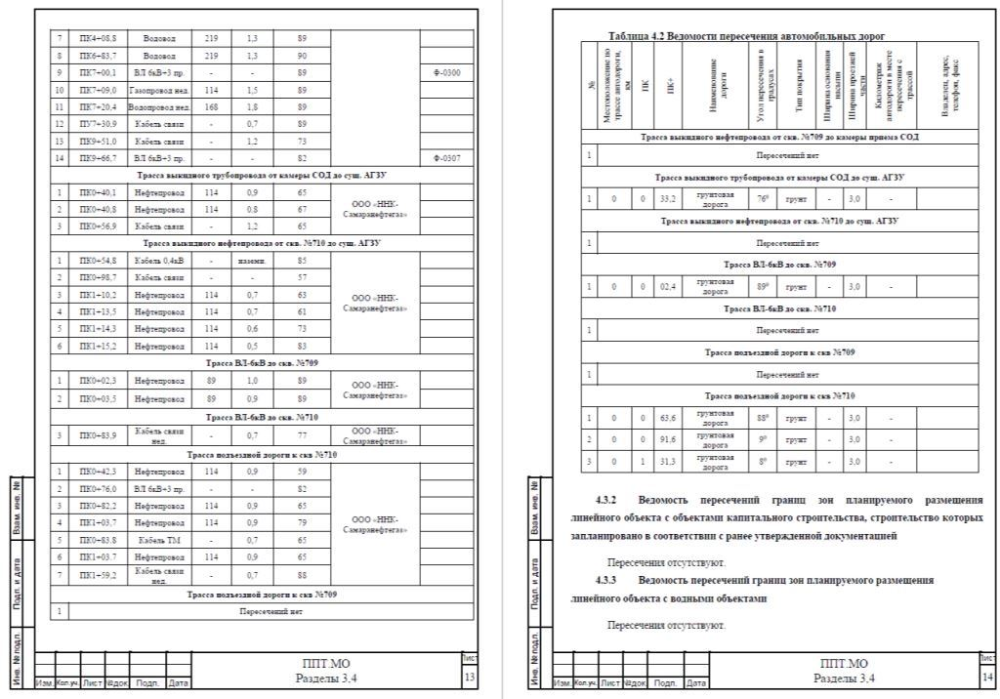 7 ПК4+08,8 Водовод 219 1,3 89
8 ПК6+83,7 Водовод 219 1,3 90
9 ПК7+00,1 ВЛ 6кВ+3 пр. - - 89 Ф-0300
10 ПК7+09,0 Газопровод нед. 114 1,5 89
11 ПК7+20,4 Водопровод нед. 168 1,8 89
12 ПУ7+30,9 Кабель связи - 0,7 89
13 ПК9+51,0 Кабель связи - 1,2 73
14 ПК9+66,7 ВЛ 6кВ+3 пр. - - 82 Ф-0307
Трасса выкидного трубопровода от камеры СОД до сущ. АГЗУ
1 ПК0+40,1 Нефтепровод 114 0,9 65
2 ПК0+40,8 Нефтепровод 114 0,8 67
3 ПК0+56,9 Кабель связи - 1,2 65
ООО «ННК-
Самаранефтегаз»
Трасса выкидного нефтепровода от скв. №710 до сущ. АГЗУ
1 ПК0+54,8 Кабель 0,4кВ - наземн. 85
2 ПК0+98,7 Кабель связи - - 57
3 ПК1+10,2 Нефтепровод 114 0,7 63
4 ПК1+13,5 Нефтепровод 114 0,7 61
5 ПК1+14,3 Нефтепровод 114 0,6 73
6 ПК1+15,2 Нефтепровод 114 0,5 83
ООО «ННК-
Самаранефтегаз»
Трасса ВЛ-6кВ до скв. №709
1 ПК0+02,3 Нефтепровод 89 1,0 89
2 ПК0+03,5 Нефтепровод 89 0,9 89
ООО «ННК-
Самаранефтегаз»
Трасса ВЛ-6кВ до скв. №710
3 ПК0+83,9 Кабель связи нед. - 0,7 77
ООО «ННК-
Самаранефтегаз»
Трасса подъездной дороги к скв №710
1 ПК0+42,3 Нефтепровод 114 0,9 59
2 ПК0+76,0 ВЛ 6кВ+3 пр. - - 82
3 ПК0+82,2 Нефтепровод 114 0,9 65
4 ПК1+03,7 Нефтепровод 114 0,9 79
5 ПК0+83.8 Кабель ТМ - 0,7 65
6 ПК1+03.7 Нефтепровод 114 0,9 65
7 ПК1+59,2 Кабель связи нед. - 0,7 88
ООО «ННК-
Самаранефтегаз»
Трасса подъездной дороги к скв №709
1 Пересечений нет
Взам. инв. №
Подп. и дата
Инв. № подл.
Изм. Кол.уч. Лист №док Подп. Дата
ППТ.МО
Разделы 3,4
Лист
13
Таблица 4.2 Ведомости пересечения автомобильных дорог
№
Местоположение по трассе автодороги, км
ПК
ПК+
Наименование дороги
Угол пересечения в градусах
Тип покрытия
Ширина основания насыпи
Ширина проезжей части
Километраж автодороги в месте пересечения с трассой
Владелец, адрес, телефон, факс
Трасса выкидного нефтепровода от скв. №709 до камеры приема СОД
1 Пересечений нет
Трасса выкидного трубопровода от камеры СОД до сущ. АГЗУ
1 0 0 33,2 грунтовая дорога 76⁰ грунт - 3,0 -
Трасса выкидного нефтепровода от скв. №710 до сущ. АГЗУ
1 Пересечений нет
Трасса ВЛ-6кВ до скв. №709
1 0 0 02,4 грунтовая дорога 89⁰ грунт - 3,0 -
Трасса ВЛ-6кВ до скв. №710
1 Пересечений нет
Трасса подъездной дороги к скв №709
1 Пересечений нет
Трасса подъездной дороги к скв №710
1 0 0 63,6 грунтовая дорога 88⁰ грунт - 3,0 -
2 0 0 91,6 грунтовая дорога 9⁰ грунт - 3,0 -
3 0 1 31,3 грунтовая дорога 8⁰ грунт - 3,0 -
4.3.2 Ведомость пересечений границ зон планируемого размещения
линейного объекта с объектами капитального строительства, строительство которых
запланировано в соответствии с ранее утвержденной документацией
Пересечения отсутствуют.
4.3.3 Ведомость пересечений границ зон планируемого размещения
линейного объекта с водными объектами
Пересечения отсутствуют.
Взам. инв. №
Подп. и дата
Инв. № подл.
Изм. Кол.уч. Лист №док Подп. Дата
ППТ.МО
Разделы 3,4
Лист
14